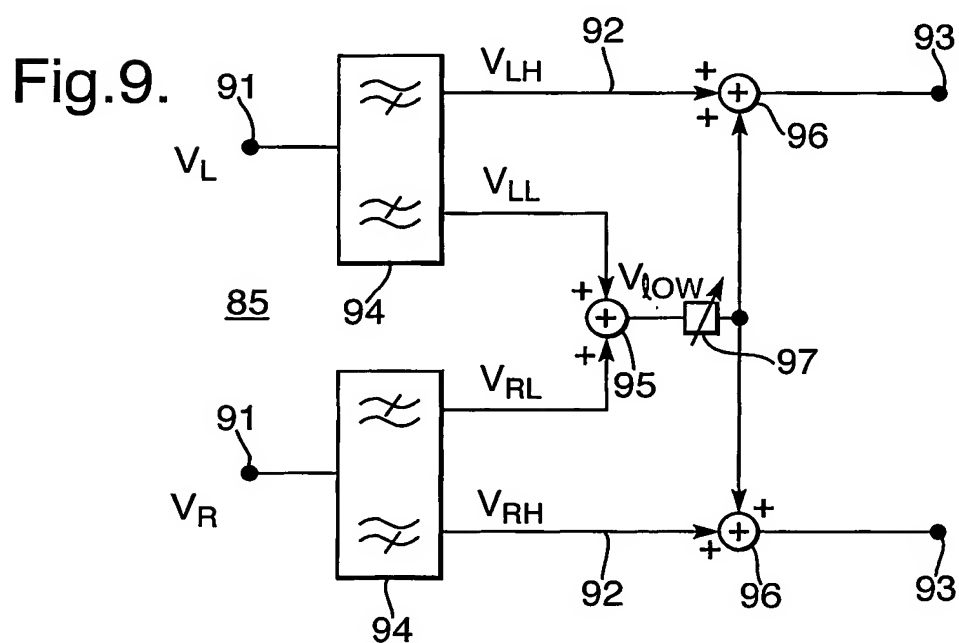 Fig.9.
92
93
91
V_LH
+
+
+
96
V_L
V_LL
85
94
+
+
+
V_low
95
97
91
V_RL
V_R
V_RH
+
+
+
92
96
93
94